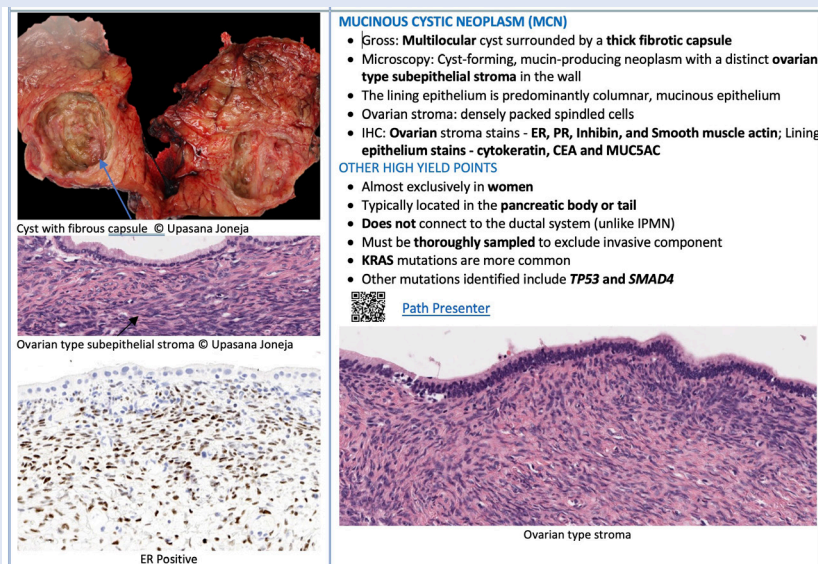 Cyst with fibrous capsule © Upasana Joneja
Ovarian type subepithelial stroma © Upasana Joneja
ER Positive
MUCINOUS CYSTIC NEOPLASM (MCN)
• Gross: Multilocular cyst surrounded by a thick fibrotic capsule
• Microscopy: Cyst-forming, mucin-producing neoplasm with a distinct ovarian
type subepithelial stroma in the wall
• The lining epithelium is predominantly columnar, mucinous epithelium
• Ovarian stroma: densely packed spindled cells
• IHC: Ovarian stroma stains - ER, PR, Inhibin, and Smooth muscle actin; Lining
epithelium stains - cytokeratin, CEA and MUC5AC
OTHER HIGH YIELD POINTS
• Almost exclusively in women
• Typically located in the pancreatic body or tail
• Does not connect to the ductal system (unlike IPMN)
• Must be thoroughly sampled to exclude invasive component
• KRAS mutations are more common
• Other mutations identified include TP53 and SMAD4
Path Presenter
Ovarian type stroma